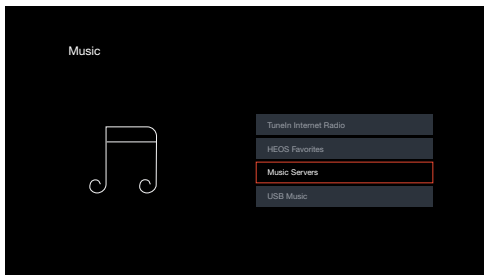 Music
TuneIn Internet Radio
HEOS Favorites
Music Servers
USB Music